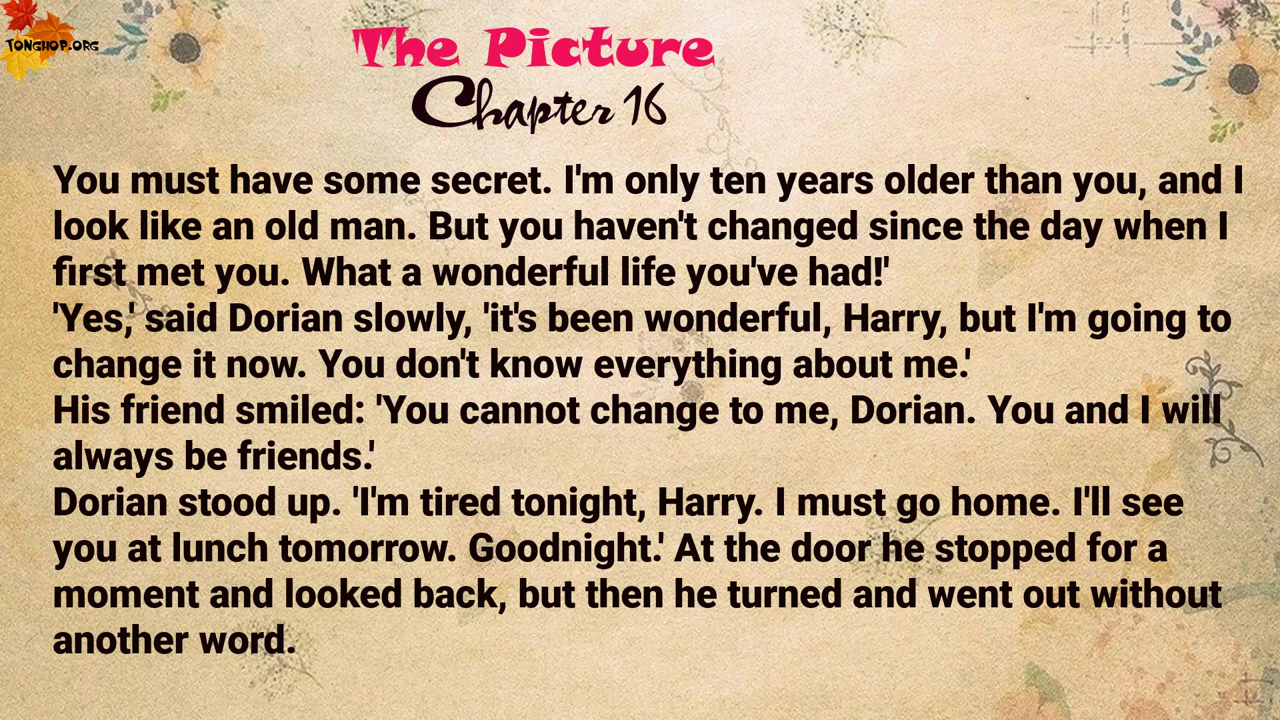 TONGHOP.ORG
The Picture
Chapter 16
You must have some secret. I'm only ten years older than you, and I
look like an old man. But you haven't changed since the day when I
first met you. What a wonderful life you've had!'
'Yes,' said Dorian slowly, 'it's been wonderful, Harry, but I'm going to
change it now. You don't know everything about me.'
His friend smiled: 'You cannot change to me, Dorian. You and I will
always be friends.'
Dorian stood up. 'I'm tired tonight, Harry. I must go home. I'll see
you at lunch tomorrow. Goodnight.' At the door he stopped for a
moment and looked back, but then he turned and went out without
another word.